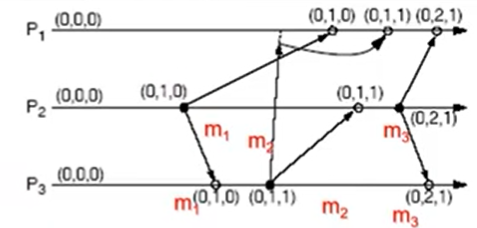 P1 (0,0,0) (0,1,0) (0,1,1) (0,2,1)
P2 (0,0,0) (0,1,0) (0,1,1) (0,2,1)
m1 m2 m3
P3 (0,0,0) (0,1,0) (0,1,1) (0,2,1)
m1 m2 m3